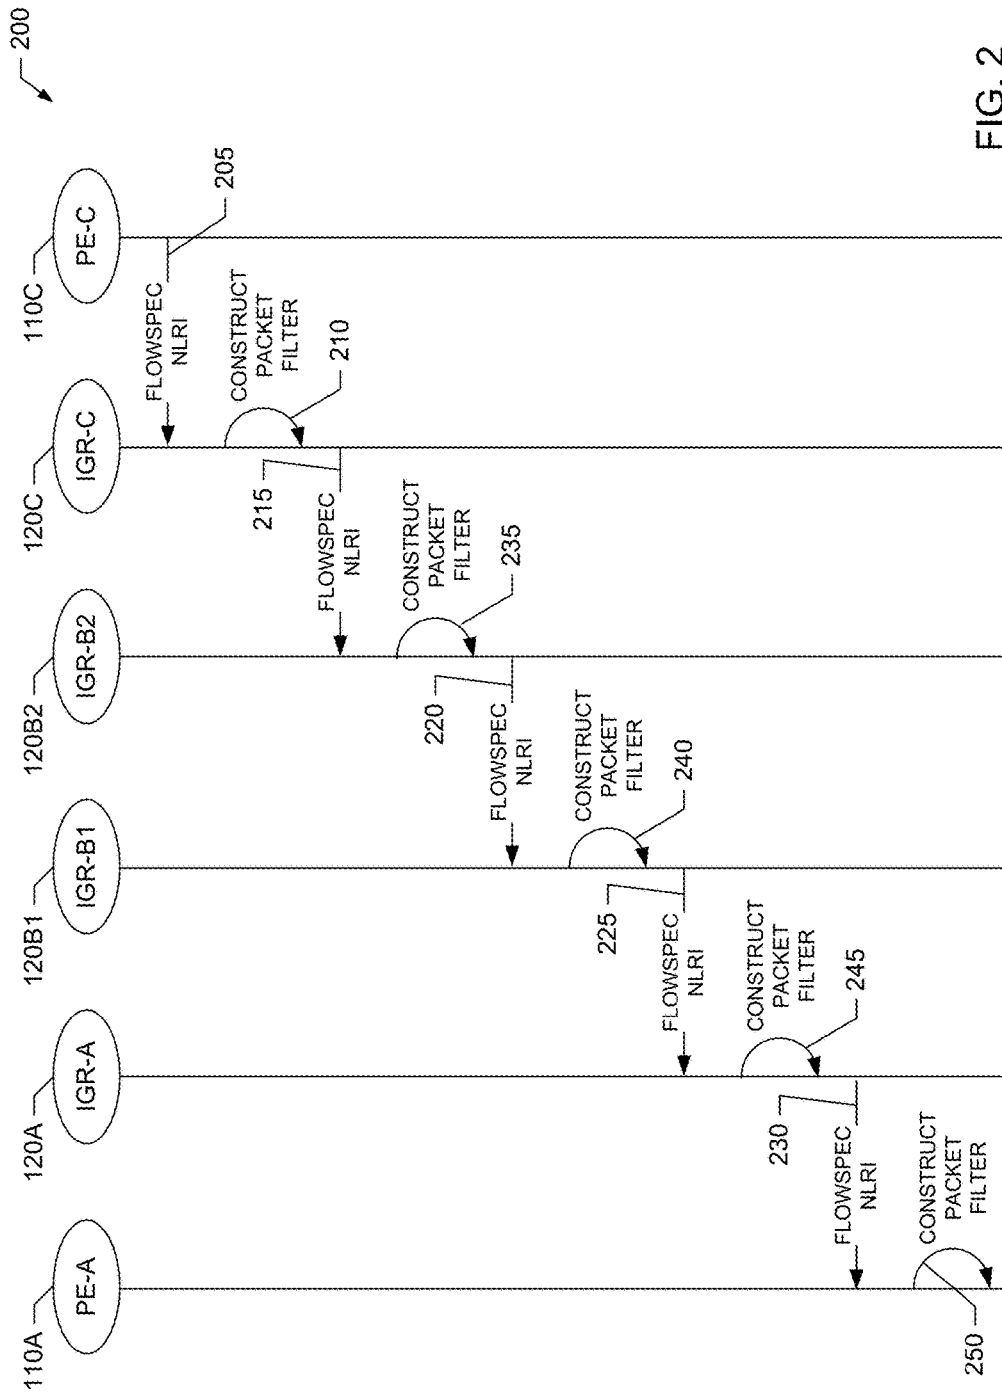 200
110A
120A
120B1
120B2
120C
110C
PE-A
IGR-A
IGR-B1
IGR-B2
IGR-C
PE-C
FLOWSPEC
NLRI
205
CONSTRUCT
PACKET
FILTER
210
215
FLOWSPEC
NLRI
CONSTRUCT
PACKET
FILTER
235
220
FLOWSPEC
NLRI
CONSTRUCT
PACKET
FILTER
240
225
FLOWSPEC
NLRI
CONSTRUCT
PACKET
FILTER
245
230
FLOWSPEC
NLRI
CONSTRUCT
PACKET
FILTER
250
FIG. 2